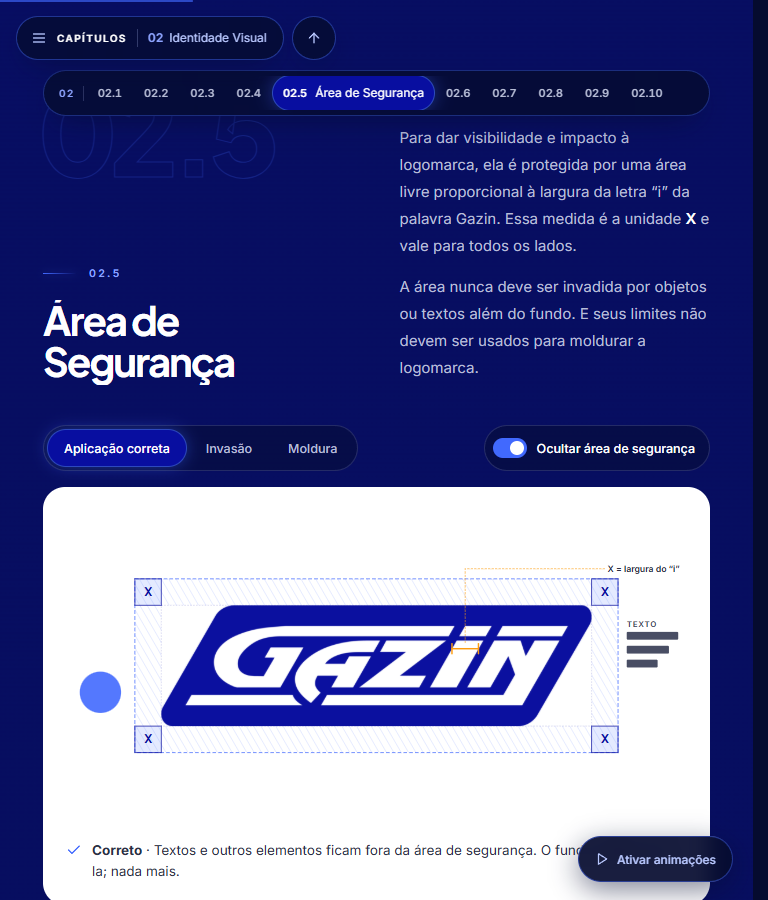 CAPÍTULOS 02 Identidade Visual
02 02.1 02.2 02.3 02.4 02.5 Área de Segurança 02.6 02.7 02.8 02.9 02.10
02.5
Para dar visibilidade e impacto à
logomarca, ela é protegida por uma área
livre proporcional à largura da letra “i” da
palavra Gazin. Essa medida é a unidade X e
vale para todos os lados.
02.5
Área de
Segurança
A área nunca deve ser invadida por objetos
ou textos além do fundo. E seus limites não
devem ser usados para moldurar a
logomarca.
Aplicação correta Invasão Moldura
Ocultar área de segurança
X = largura do “i”
X X
TEXTO
GAZiN
X X
Correto · Textos e outros elementos ficam fora da área de segurança. O
la; nada mais.
Ativar animações